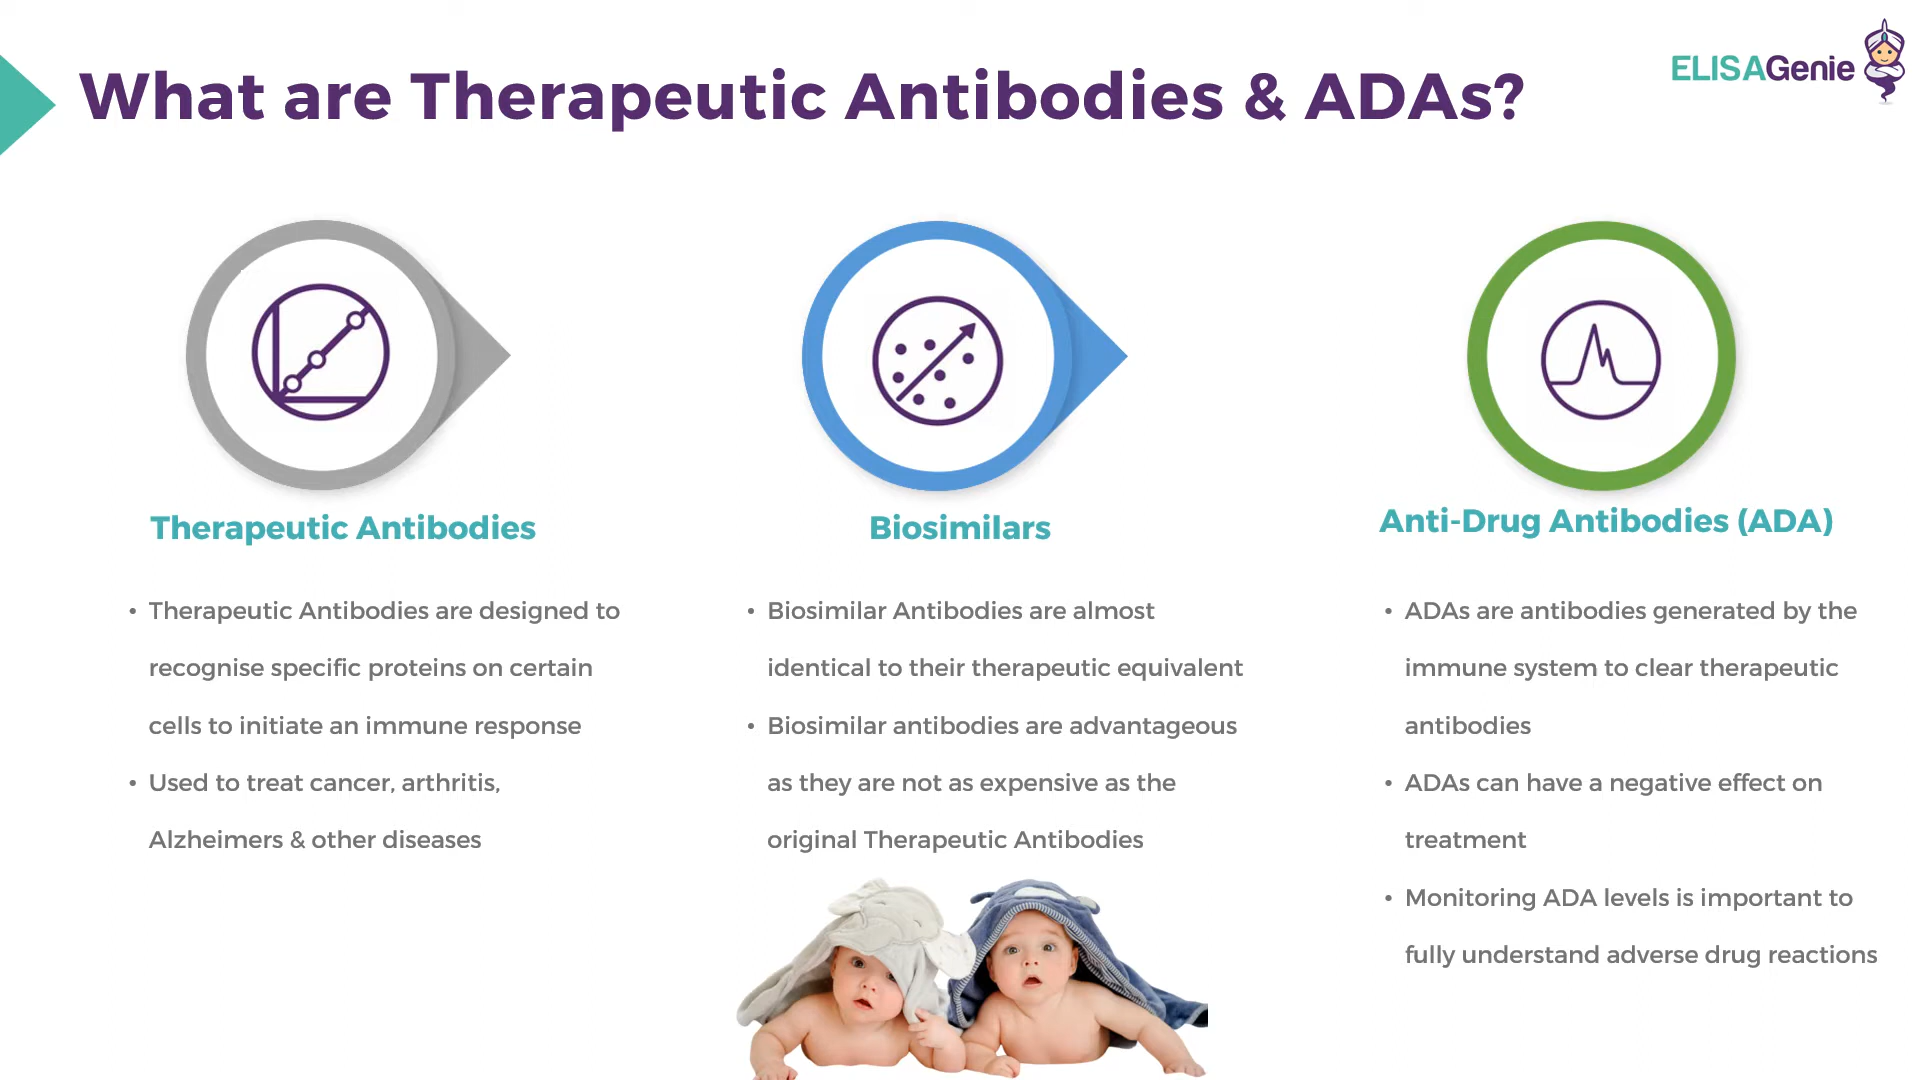 What are Therapeutic Antibodies & ADAs?
ELISAGenie
Therapeutic Antibodies
• Therapeutic Antibodies are designed to
recognise specific proteins on certain
cells to initiate an immune response
• Used to treat cancer, arthritis,
Alzheimers & other diseases
Biosimilars
• Biosimilar Antibodies are almost
identical to their therapeutic equivalent
• Biosimilar antibodies are advantageous
as they are not as expensive as the
original Therapeutic Antibodies
Anti-Drug Antibodies (ADA)
• ADAs are antibodies generated by the
immune system to clear therapeutic
antibodies
• ADAs can have a negative effect on
treatment
• Monitoring ADA levels is important to
fully understand adverse drug reactions